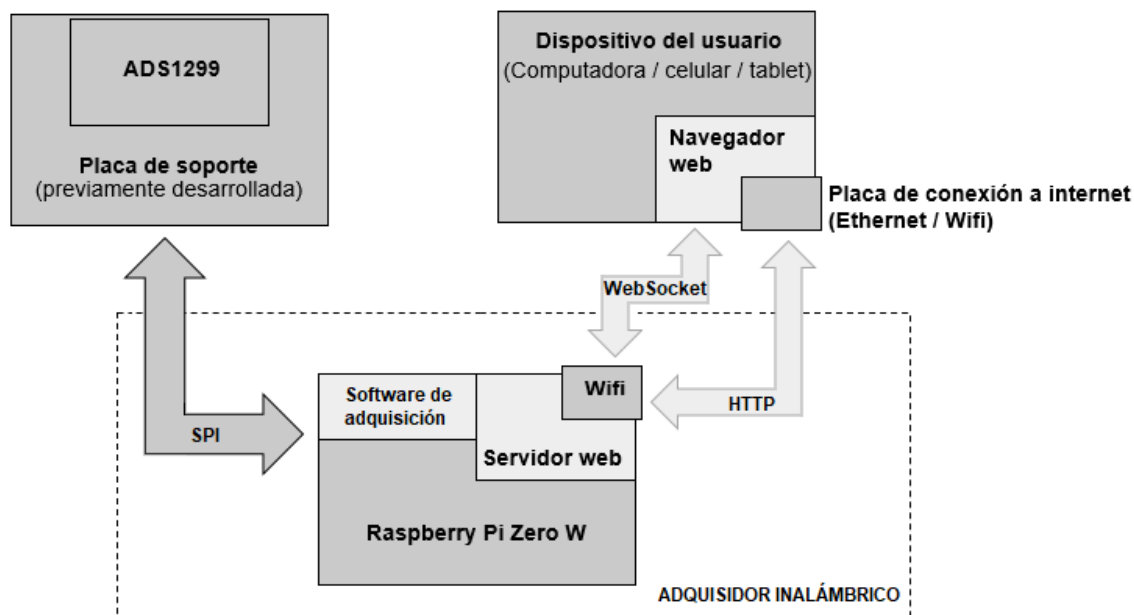 ADS1299
Placa de soporte
(previamente desarrollada)
Dispositivo del usuario
(Computadora / celular / tablet)
Navegador
web
Placa de conexión a internet
(Ethernet / Wifi)
WebSocket
HTTP
SPI
Software de
adquisición
Wifi
Servidor web
Raspberry Pi Zero W
ADQUISIDOR INALÁMBRICO